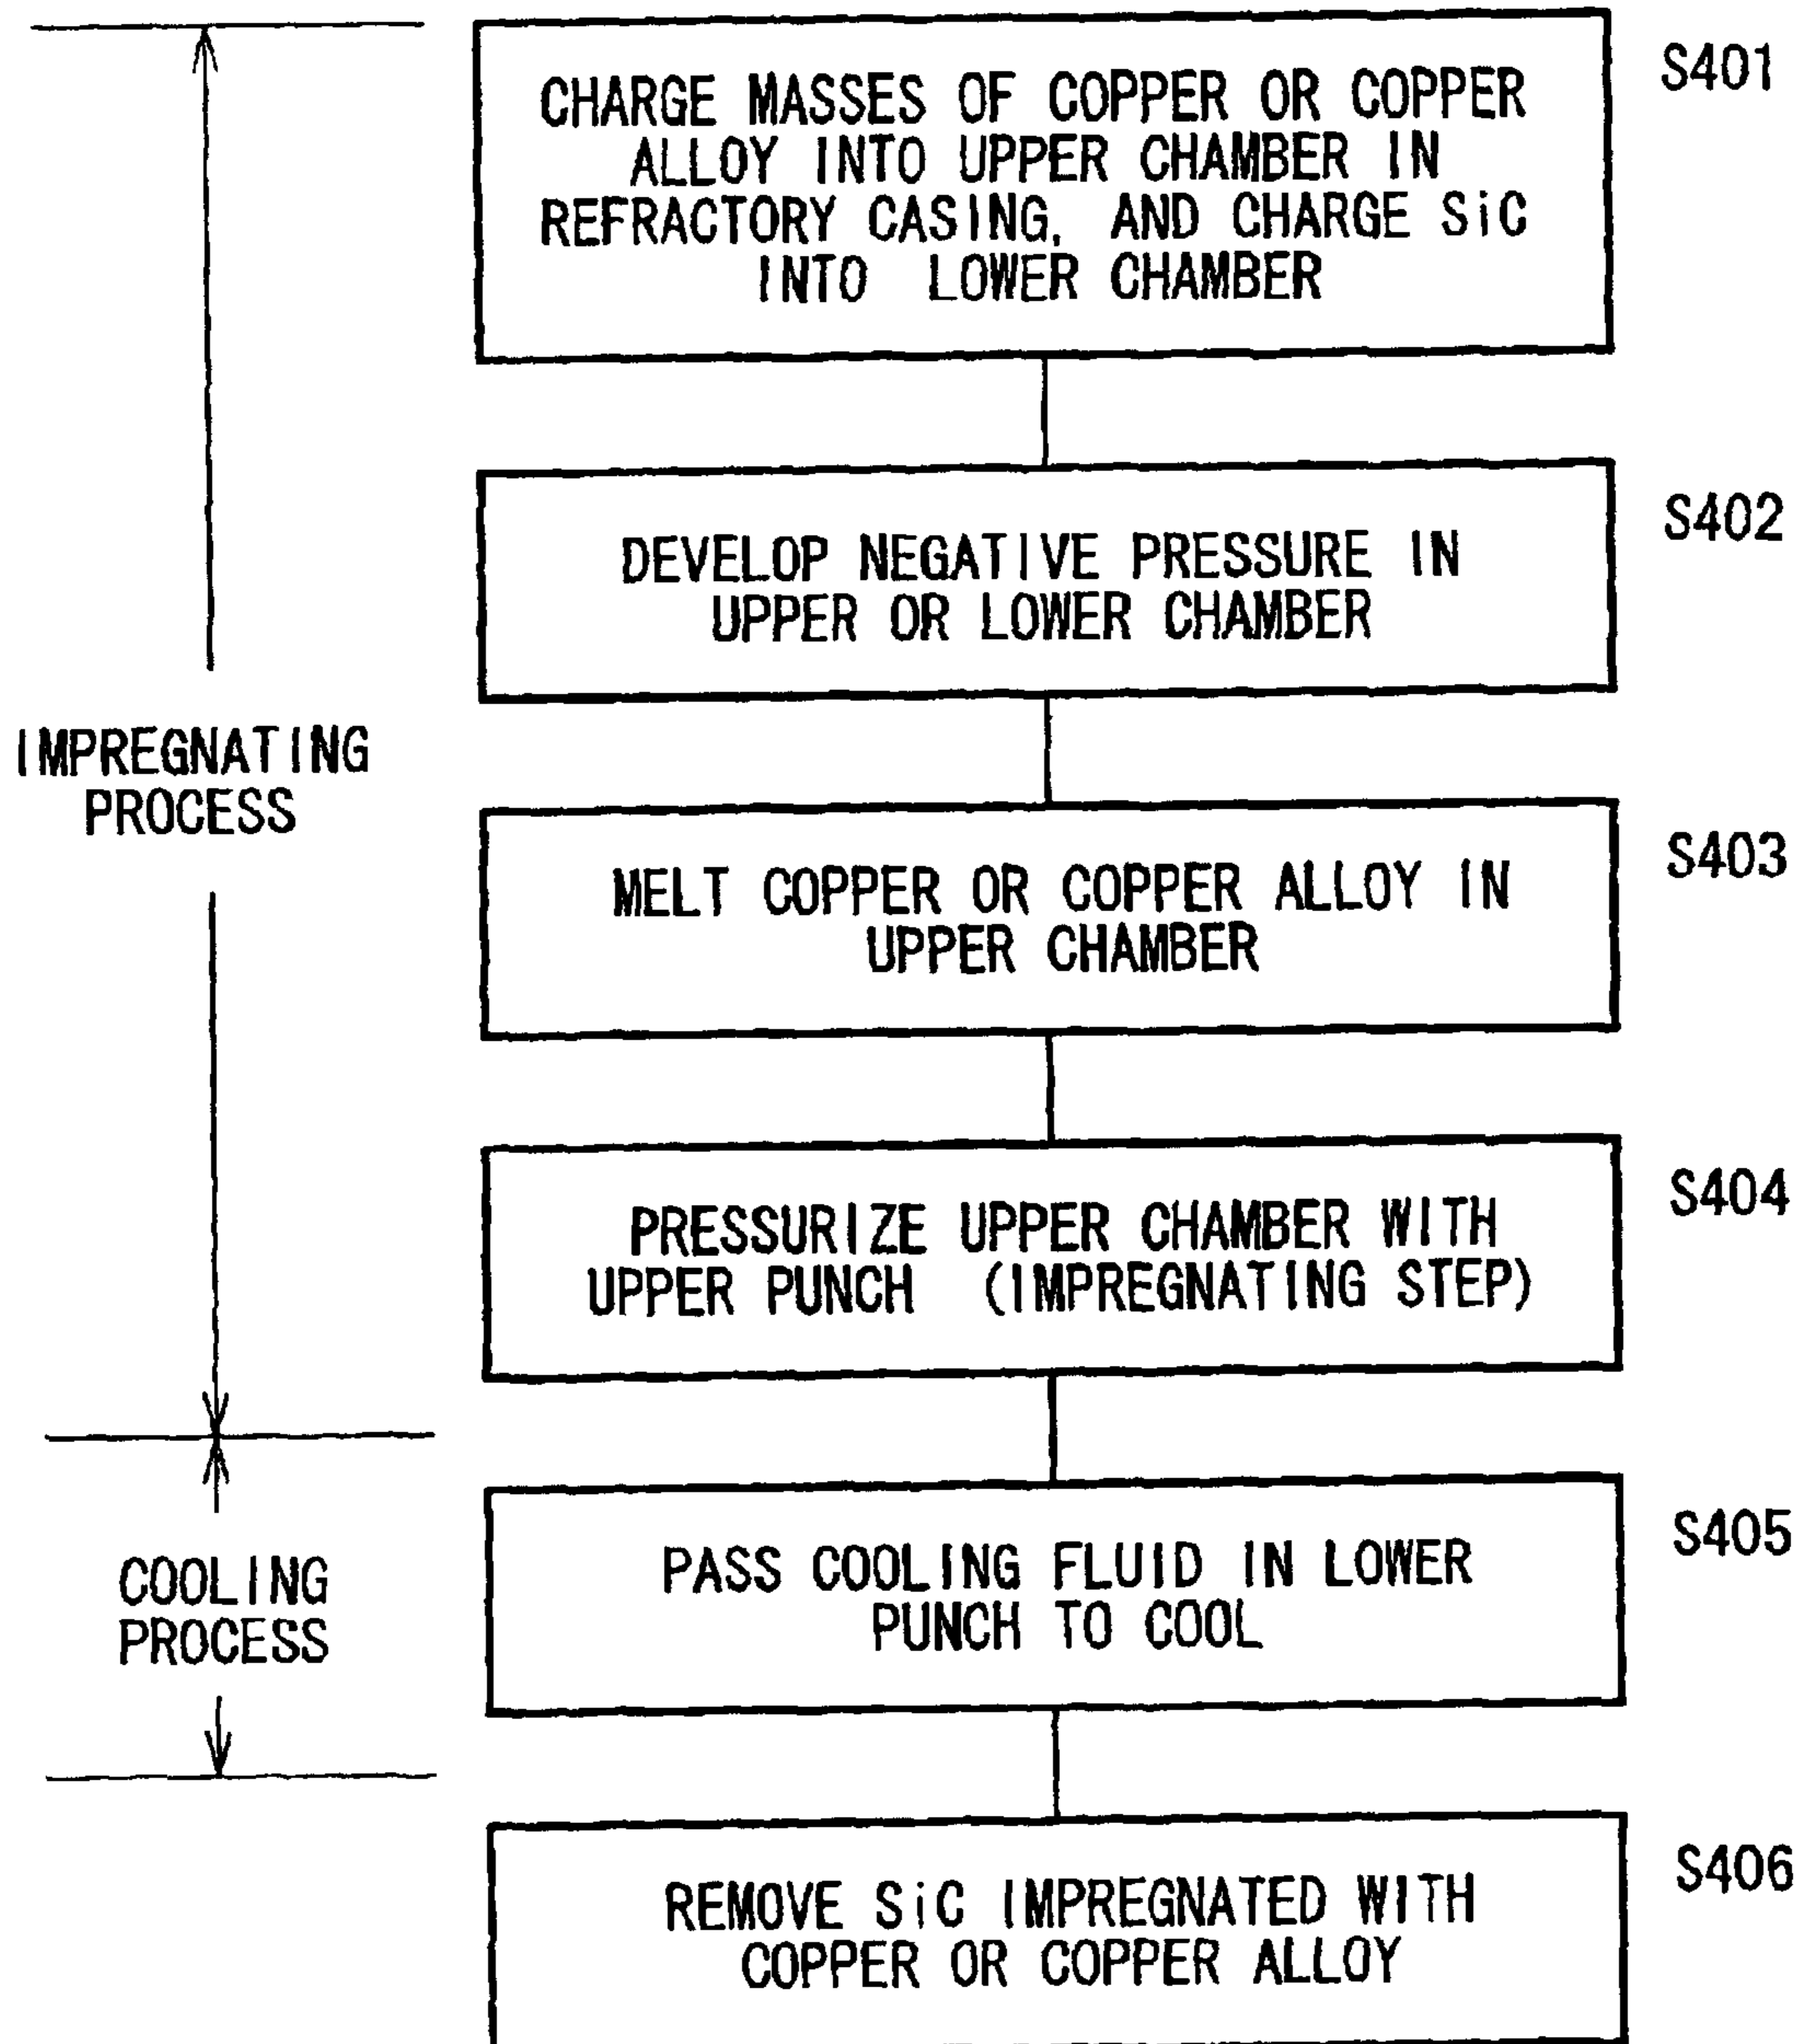 CHARGE MASSES OF COPPER OR COPPER
ALLOY INTO UPPER CHAMBER IN
REFRACTORY CASING, AND CHARGE SiC
INTO LOWER CHAMBER
S401
DEVELOP NEGATIVE PRESSURE IN
UPPER OR LOWER CHAMBER
S402
IMPREGNATING
PROCESS
MELT COPPER OR COPPER ALLOY IN
UPPER CHAMBER
S403
PRESSURIZE UPPER CHAMBER WITH
UPPER PUNCH (IMPREGNATING STEP)
S404
COOLING
PROCESS
PASS COOLING FLUID IN LOWER
PUNCH TO COOL
S405
REMOVE SiC IMPREGNATED WITH
COPPER OR COPPER ALLOY
S406